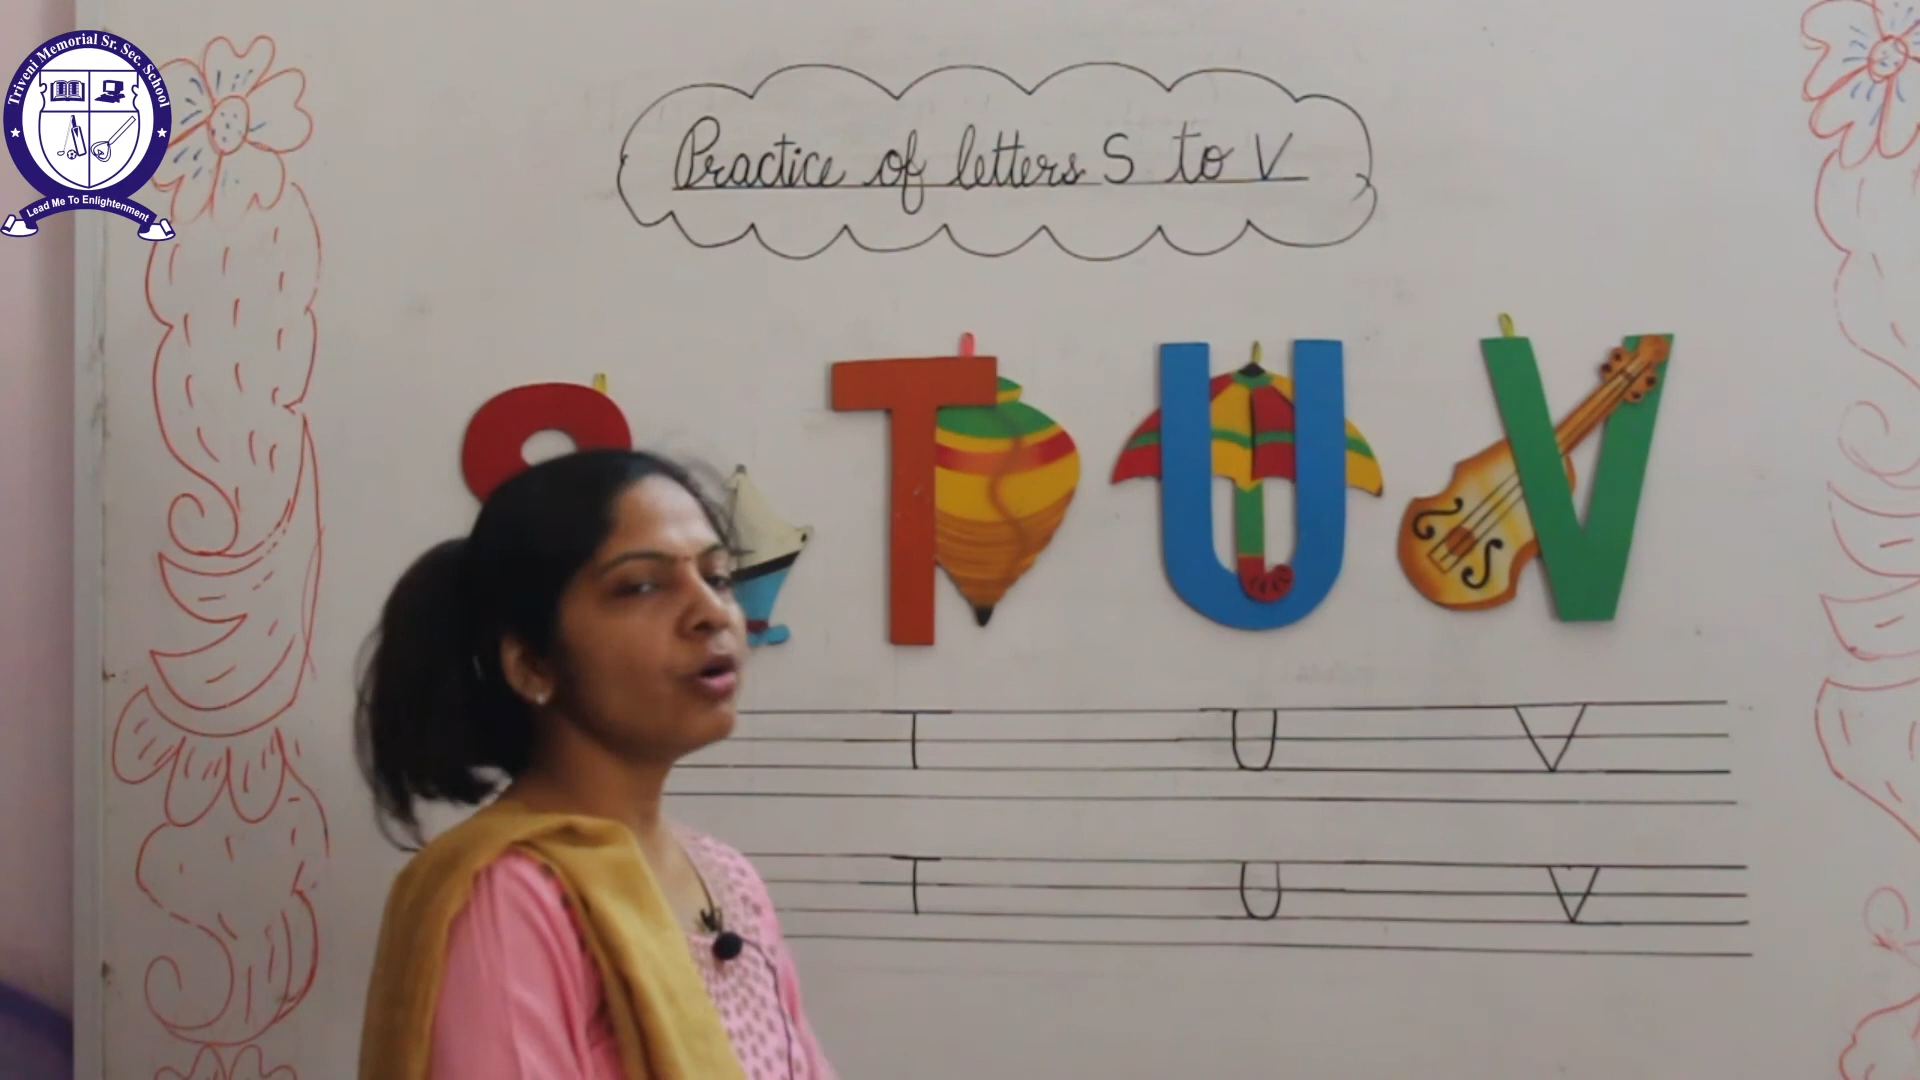 Triveni Memorial Sr. Sec. School
Lead Me To Enlightenment
Practice of letters S to V
S T U V
T U V
T U V